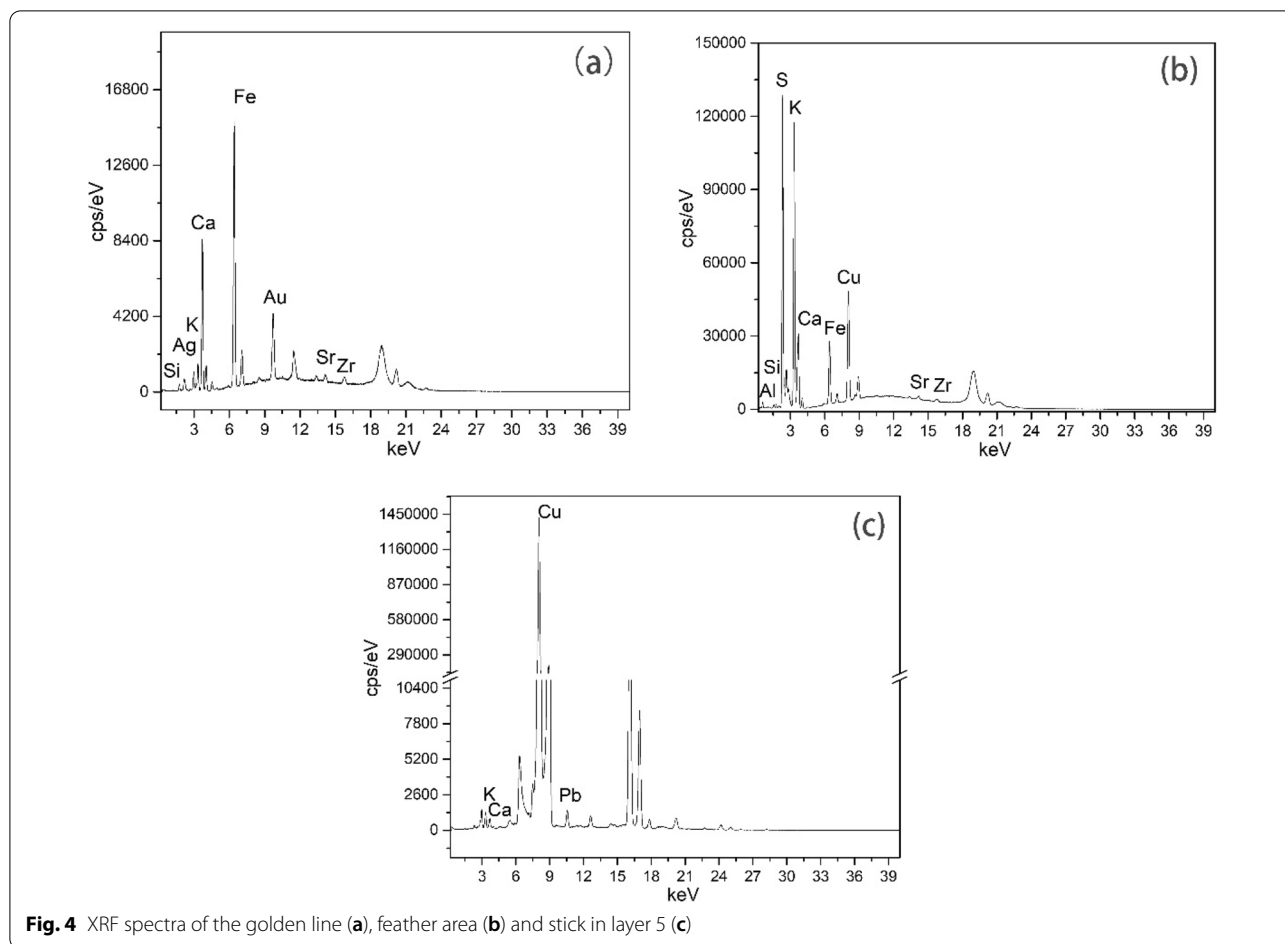 (a)
16800
12600
8400
4200
0
cps/eV
Fe
Ca
Au
K
Ag
Si
Sr
Zr
3 6 9 12 15 18 21 24 27 30 33 36 39
keV
(b)
150000
120000
90000
60000
30000
0
cps/eV
S
K
Cu
Ca
Fe
Si
Al
Sr
Zr
3 6 9 12 15 18 21 24 27 30 33 36 39
keV
(c)
1450000
1160000
870000
580000
290000
10400
7800
5200
2600
0
cps/eV
Cu
K
Ca
Pb
3 6 9 12 15 18 21 24 27 30 33 36 39
keV
Fig. 4 XRF spectra of the golden line (a), feather area (b) and stick in layer 5 (c)